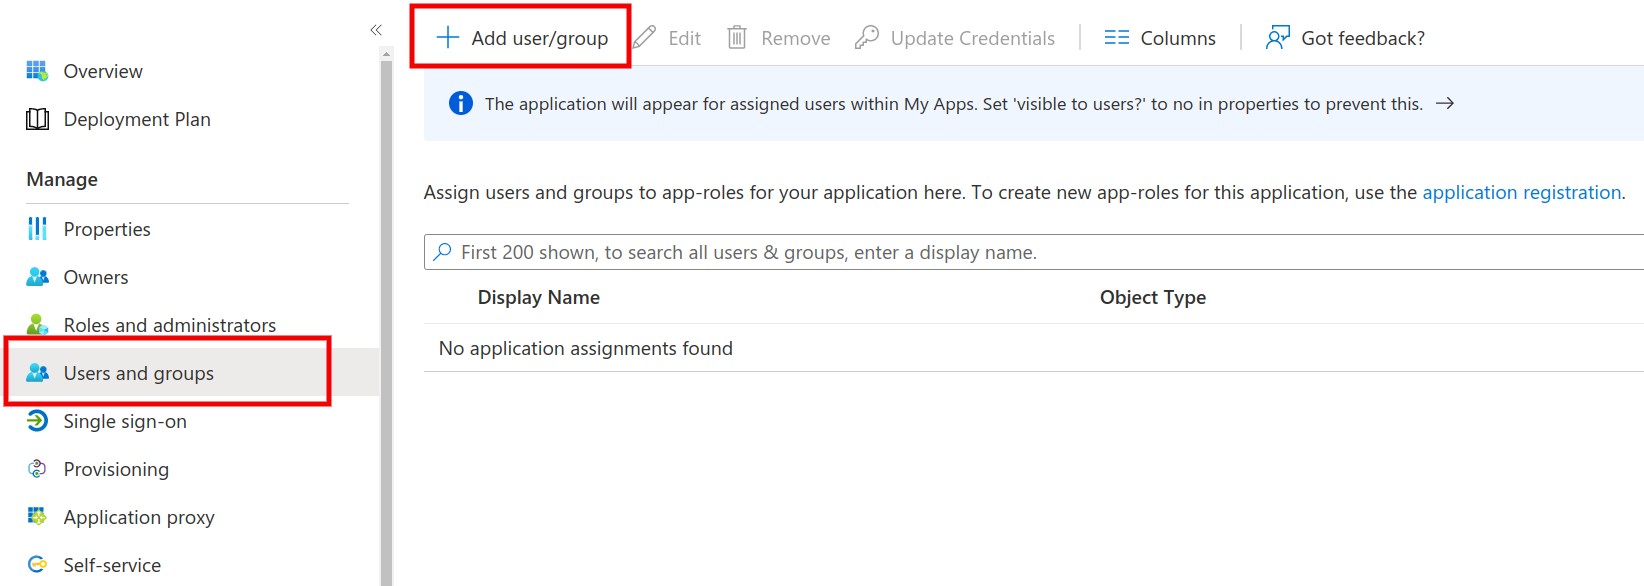 «
Overview
Deployment Plan
Manage
Properties
Owners
Roles and administrators
Users and groups
Single sign-on
Provisioning
Application proxy
Self-service
Add user/group Edit Remove Update Credentials Columns Got feedback?
The application will appear for assigned users within My Apps. Set 'visible to users?' to no in properties to prevent this. →
Assign users and groups to app-roles for your application here. To create new app-roles for this application, use the application registration.
First 200 shown, to search all users & groups, enter a display name.
Display Name Object Type
No application assignments found